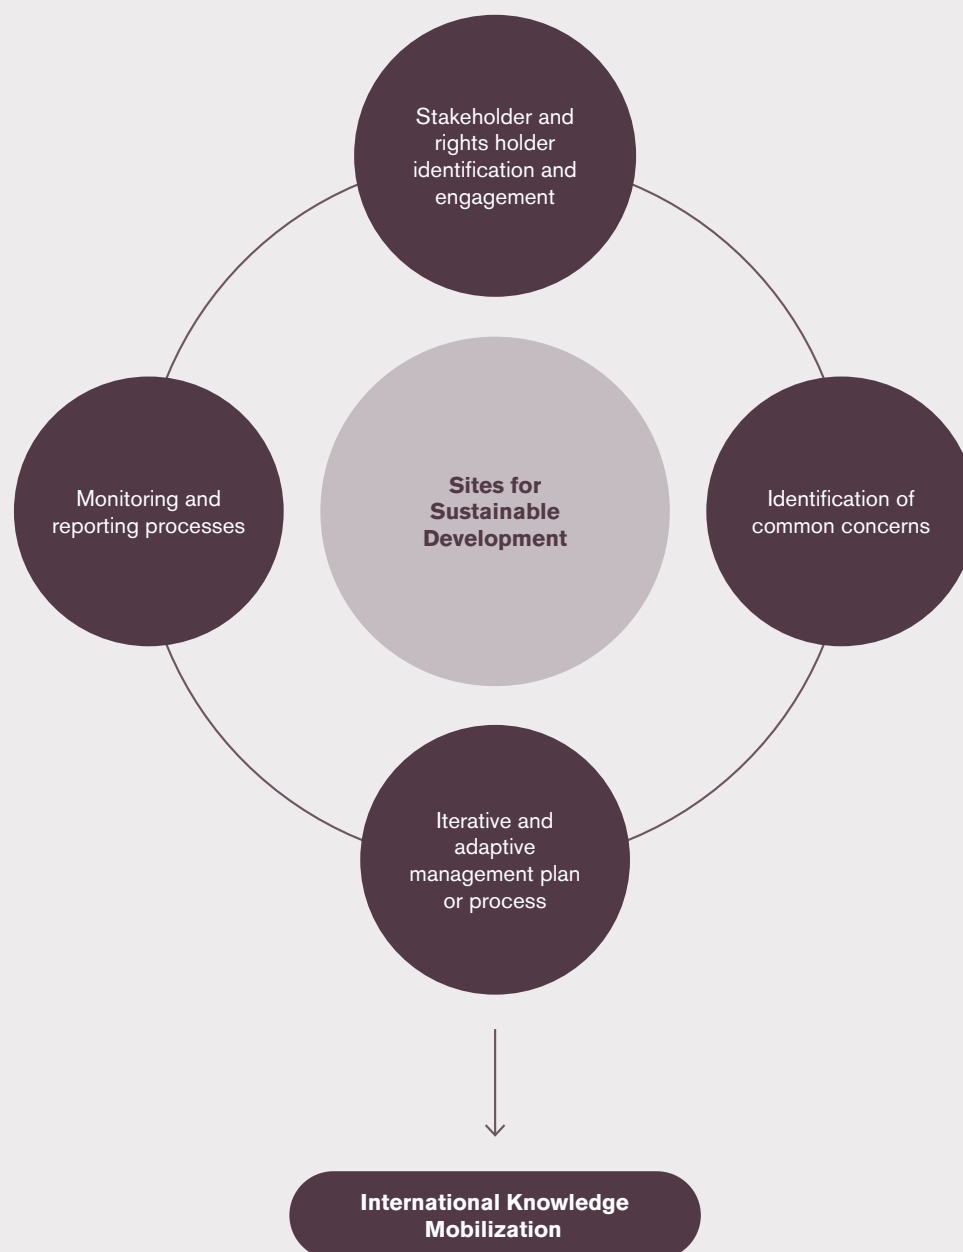 Stakeholder and
rights holder
identification and
engagement
Monitoring and
reporting processes
Sites for
Sustainable
Development
Identification of
common concerns
Iterative and
adaptive
management plan
or process
International Knowledge
Mobilization